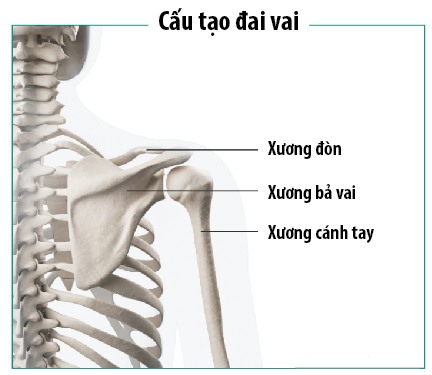 Cấu tạo đai vai
Xương đòn
Xương bả vai
Xương cánh tay